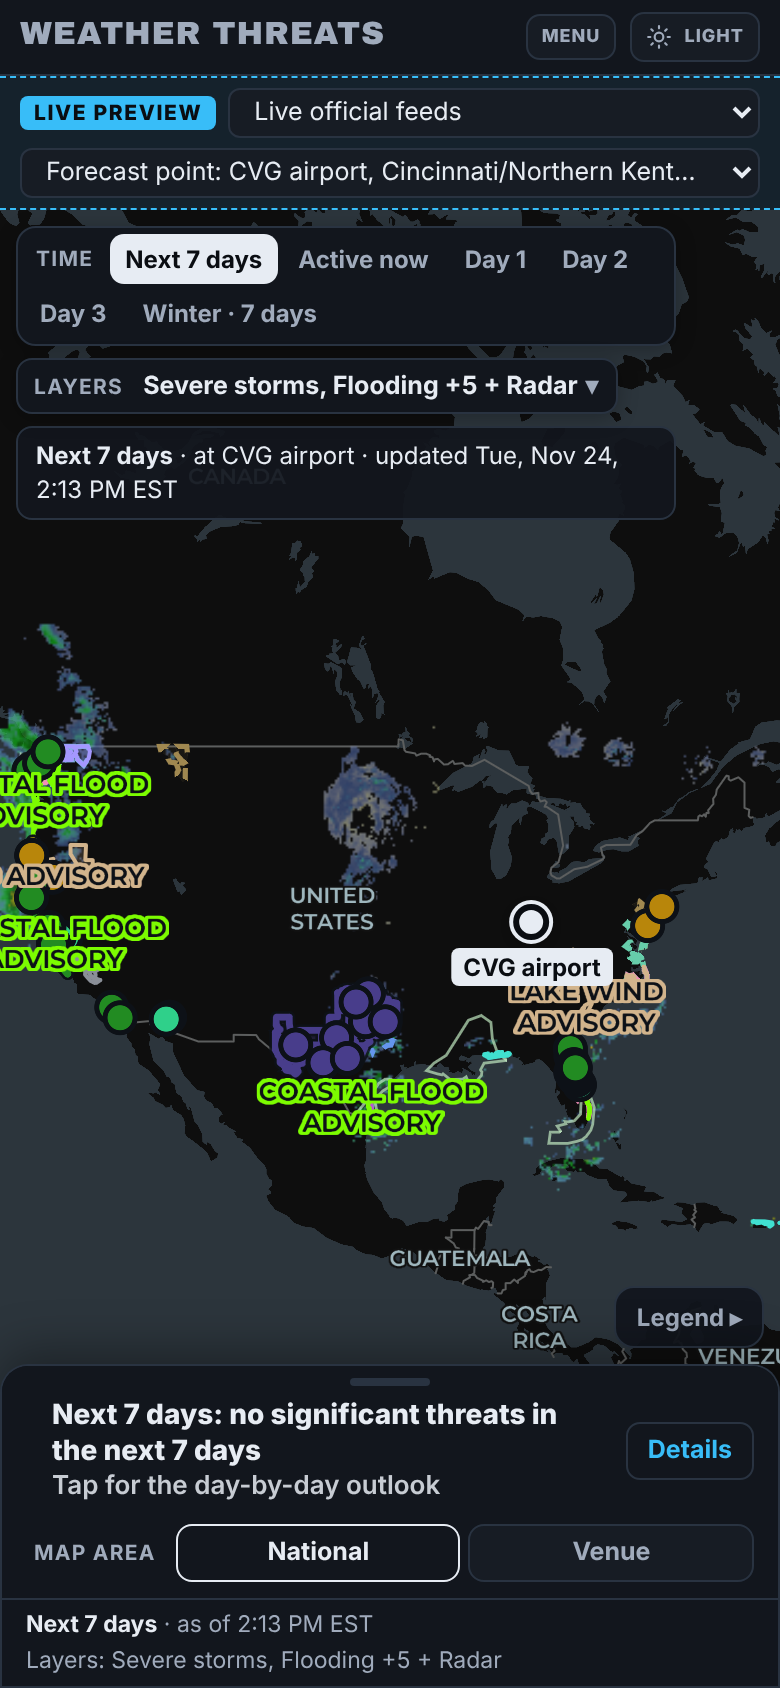 WEATHER THREATS
MENU
LIGHT
LIVE PREVIEW
Live official feeds
Forecast point: CVG airport, Cincinnati/Northern Kent...
TIME
Next 7 days
Active now
Day 1
Day 2
Day 3
Winter · 7 days
LAYERS
Severe storms, Flooding +5 + Radar ▾
CANADA
Next 7 days · at CVG airport · updated Tue, Nov 24,
2:13 PM EST
TAL FLOOD
DVISORY
ADVISORY
STAL FLOOD
ADVISORY
UNITED
STATES
CVG airport
LAKE WIND
ADVISORY
COASTAL FLOOD
ADVISORY
GUATEMALA
COSTA
RICA
Legend ▸
VENEZU
Next 7 days: no significant threats in
the next 7 days
Tap for the day-by-day outlook
Details
MAP AREA
National
Venue
Next 7 days · as of 2:13 PM EST
Layers: Severe storms, Flooding +5 + Radar